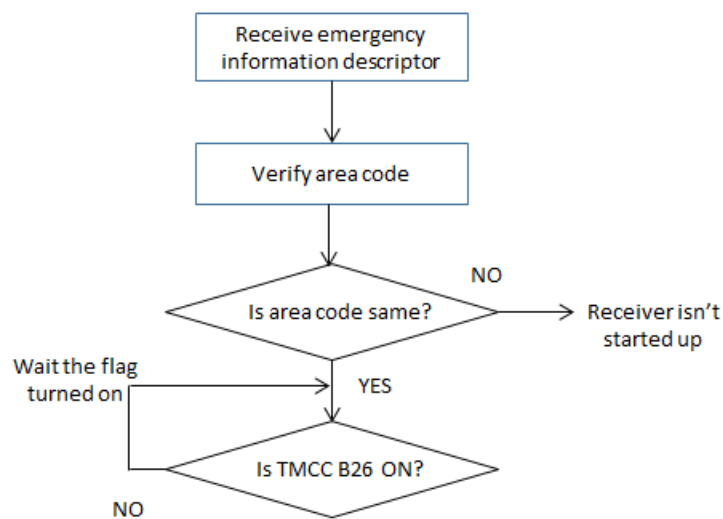 Receive emergency
information descriptor
Verify area code
NO
Is area code same?
Receiver isn't
started up
Wait the flag
turned on
YES
Is TMCC B26 ON?
NO